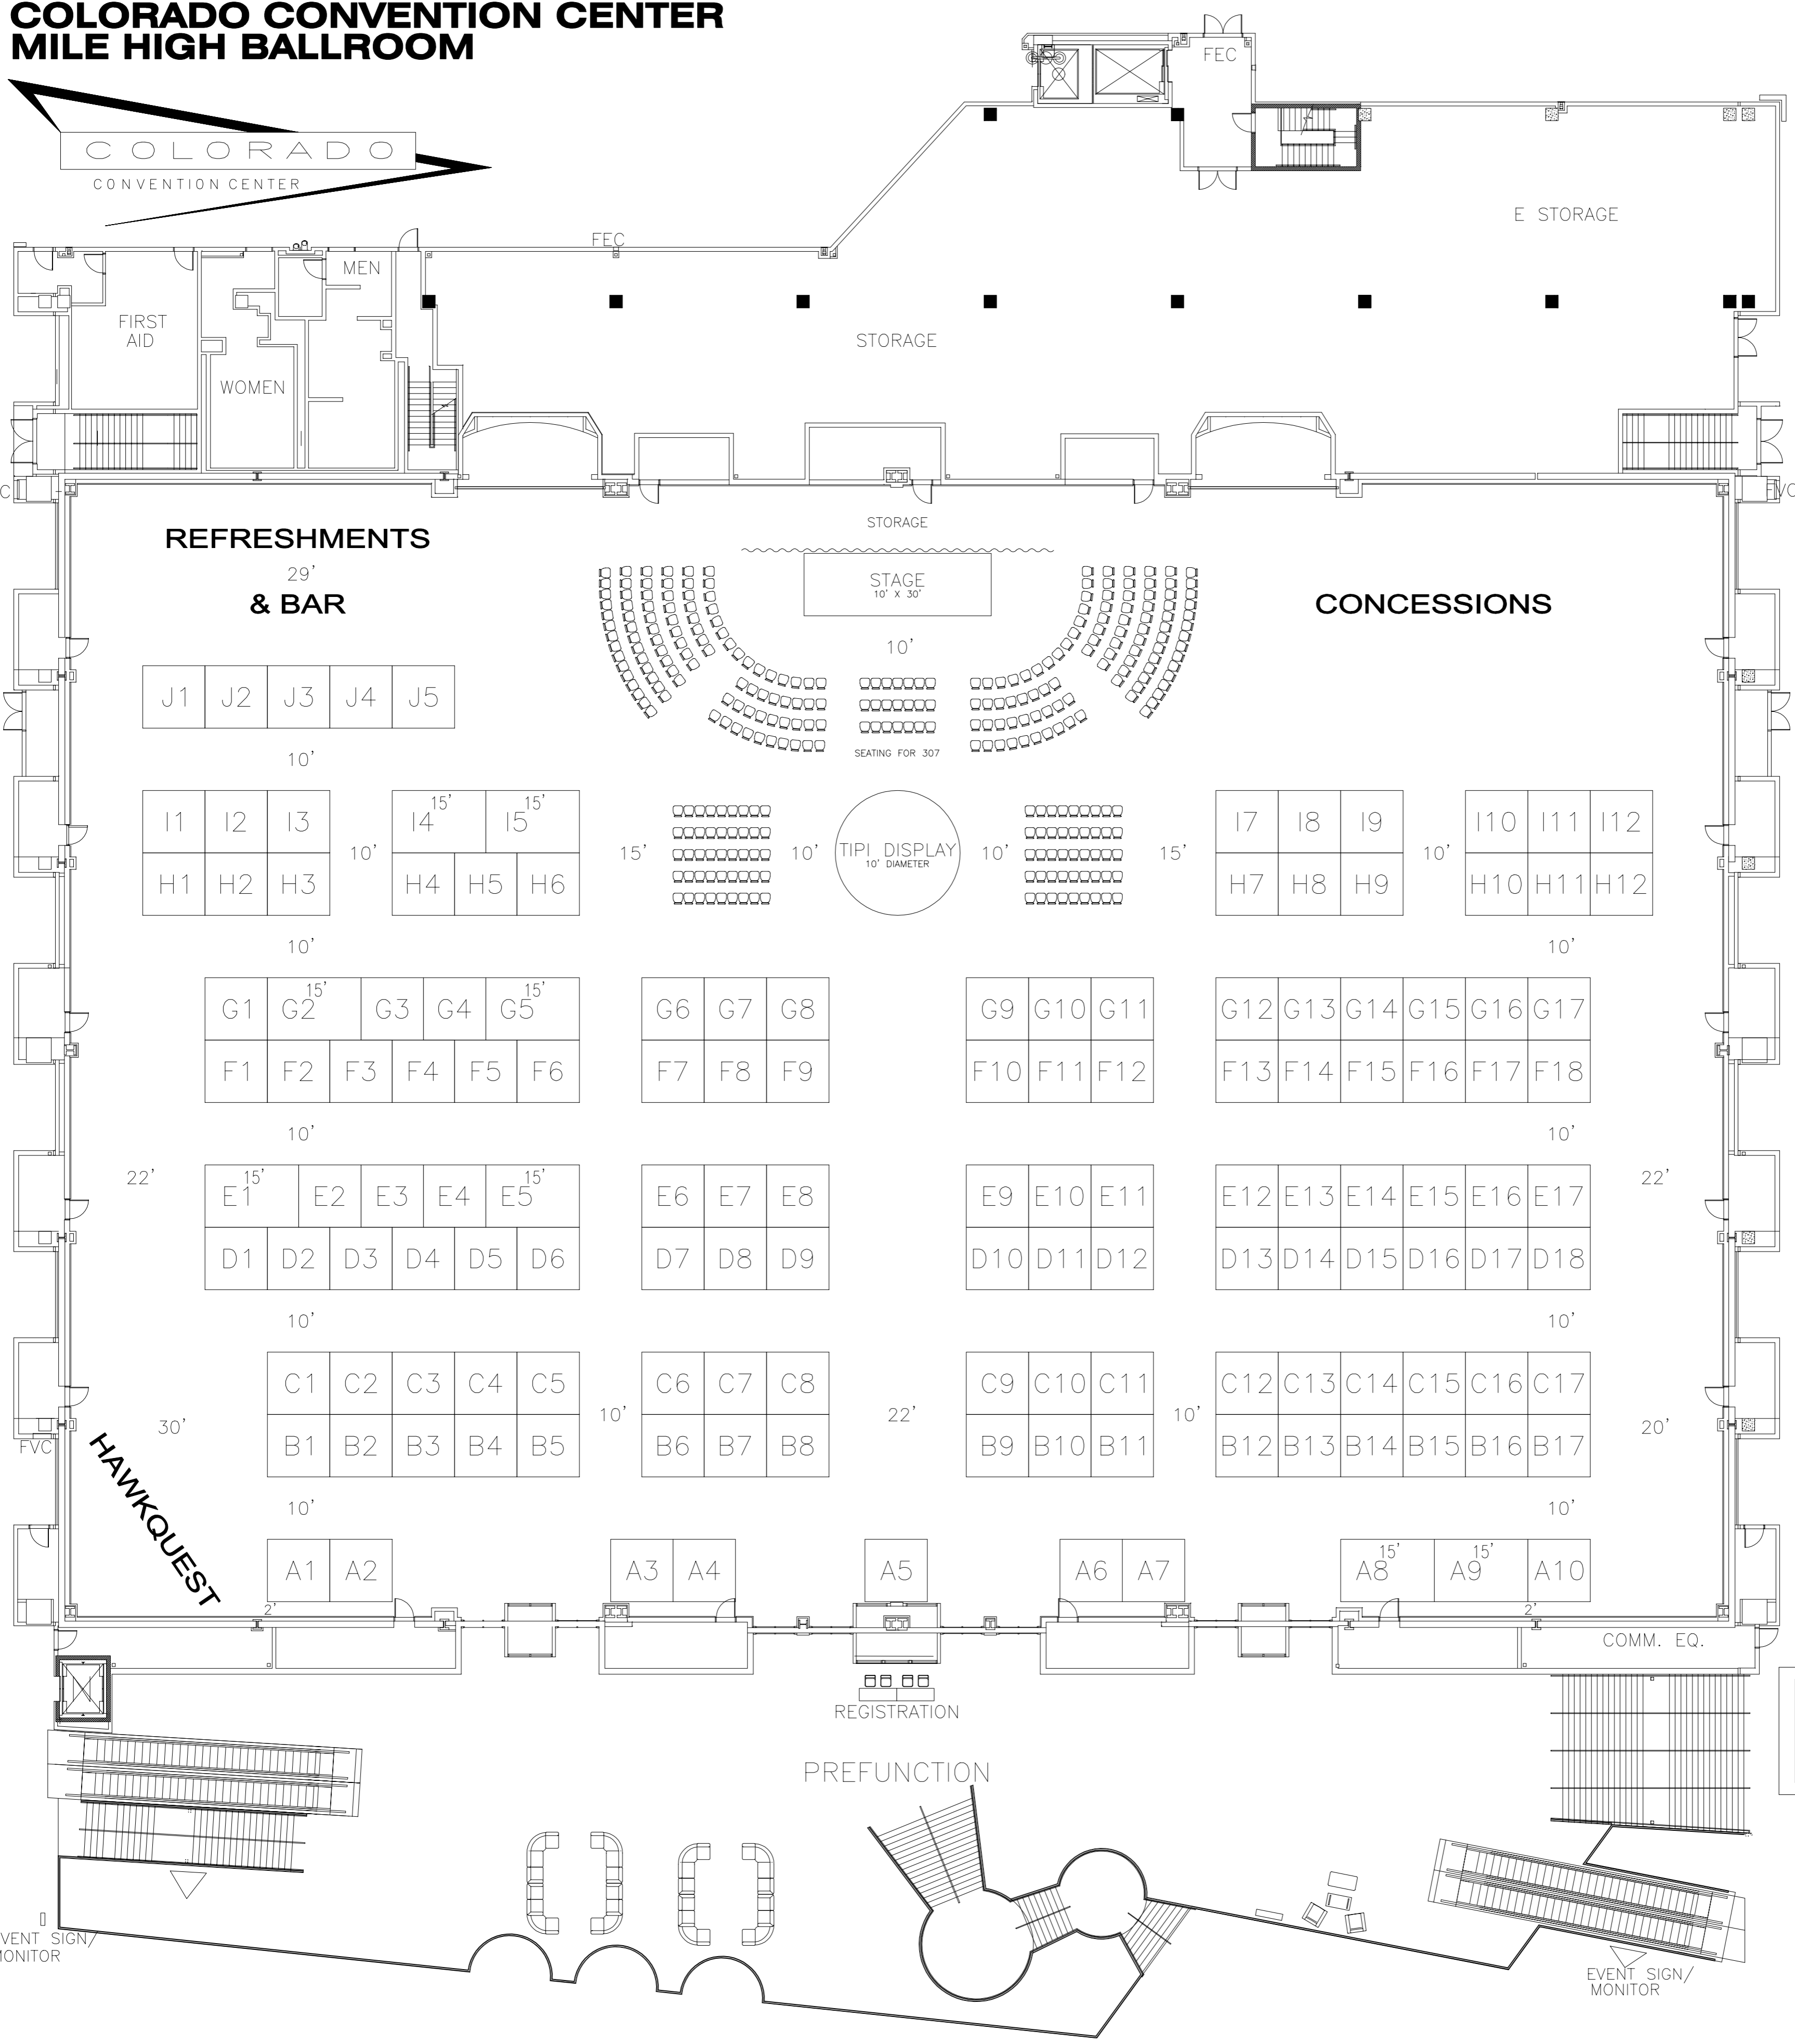 COLORADO CONVENTION CENTER
MILE HIGH BALLROOM
COLORADO
CONVENTION CENTER
FEC
E STORAGE
FEC
MEN
FIRST
AID
WOMEN
STORAGE
REFRESHMENTS
29'
& BAR
STORAGE
STAGE
10' X 30'
10'
CONCESSIONS
J1 J2 J3 J4 J5
SEATING FOR 307
10'
I1 I2 I3 I4 15' I5 15' I7 I8 I9 I10 I11 I12
10' 15' 10' TIPI DISPLAY 10' 15' 10'
10' DIAMETER
H1 H2 H3 H4 H5 H6 H7 H8 H9 H10 H11 H12
10' 10'
G1 G2 15' G3 G4 G5 15' G6 G7 G8 G9 G10 G11 G12 G13 G14 G15 G16 G17
F1 F2 F3 F4 F5 F6 F7 F8 F9 F10 F11 F12 F13 F14 F15 F16 F17 F18
10' 10'
22' 22'
E1 15' E2 E3 E4 E5 15' E6 E7 E8 E9 E10 E11 E12 E13 E14 E15 E16 E17
D1 D2 D3 D4 D5 D6 D7 D8 D9 D10 D11 D12 D13 D14 D15 D16 D17 D18
10' 10'
C1 C2 C3 C4 C5 C6 C7 C8 C9 C10 C11 C12 C13 C14 C15 C16 C17
30' 10' 22' 10' 20'
B1 B2 B3 B4 B5 B6 B7 B8 B9 B10 B11 B12 B13 B14 B15 B16 B17
FVC
HAWKQUEST
10' 10'
A1 A2 A3 A4 A5 A6 A7 A8 15' A9 15' A10
2' 2'
COMM. EQ.
REGISTRATION
PREFUNCTION
VENT SIGN/
MONITOR
EVENT SIGN/
MONITOR